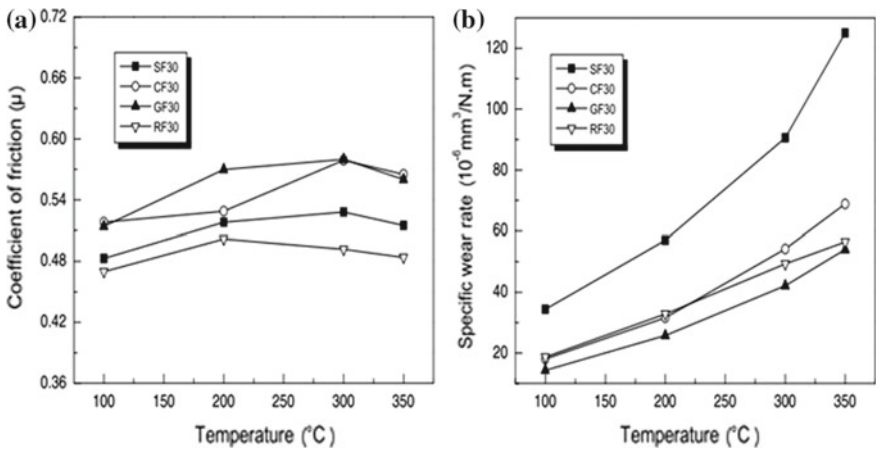 (a)
0.72
0.66
0.60
0.54
0.48
0.42
0.36
Coefficient of friction (μ)
SF30
CF30
GF30
RF30
100 150 200 250 300 350
Temperature (°C)
(b)
120
100
80
60
40
20
Specific wear rate (10⁻⁶ mm³/N.m)
SF30
CF30
GF30
RF30
100 150 200 250 300 350
Temperature (°C)